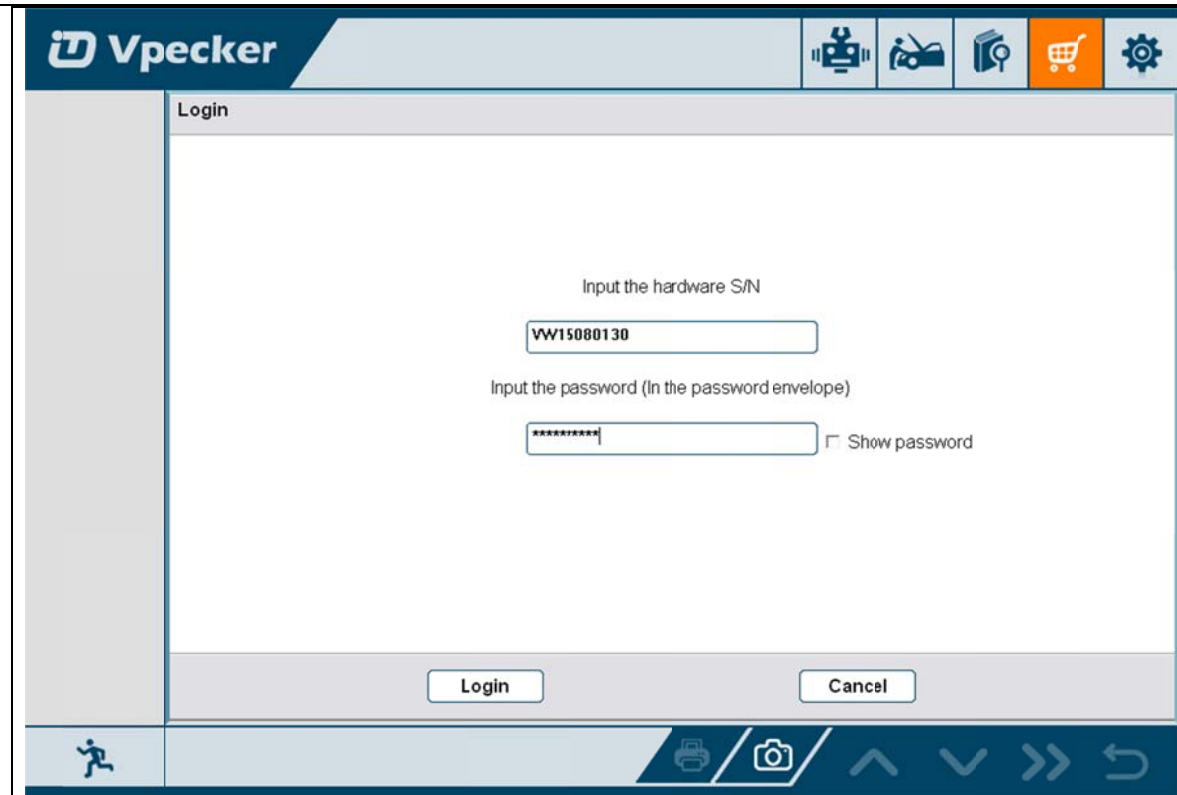 Vpecker
Login
Input the hardware S/N
VW15080130
Input the password (In the password envelope)
**********
Show password
Login
Cancel